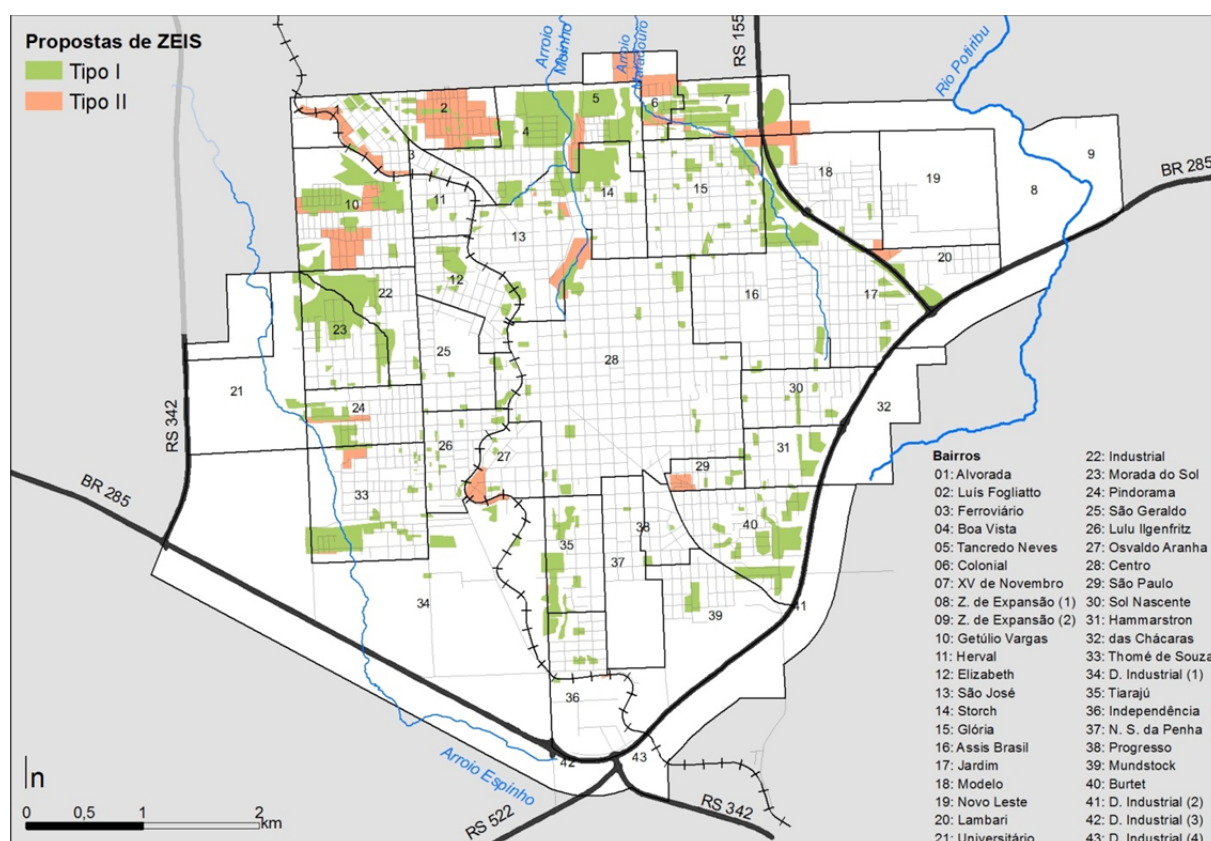 Propostas de ZEIS
Tipo I
Tipo II
Arroio
Moinho
Arroio
Matadouro
RS 155
Rio Potiribu
BR 285
RS 342
BR 285
Arroio Espinho
RS 522
RS 342
2
3
4
5
6
7
8
9
10
11
12
13
14
15
16
17
18
19
20
21
22
23
24
25
26
27
28
29
30
31
32
33
34
35
36
37
38
39
40
41
42
43
n
0 0,5 1 2
km
Bairros
01: Alvorada
02: Luís Fogliatto
03: Ferroviário
04: Boa Vista
05: Tancredo Neves
06: Colonial
07: XV de Novembro
08: Z. de Expansão (1)
09: Z. de Expansão (2)
10: Getúlio Vargas
11: Herval
12: Elizabeth
13: São José
14: Storch
15: Glória
16: Assis Brasil
17: Jardim
18: Modelo
19: Novo Leste
20: Lambari
21: Universitário
22: Industrial
23: Morada do Sol
24: Pindorama
25: São Geraldo
26: Lulu Ilgenfritz
27: Osvaldo Aranha
28: Centro
29: São Paulo
30: Sol Nascente
31: Hammarstron
32: das Chácaras
33: Thomé de Souza
34: D. Industrial (1)
35: Tiarajú
36: Independência
37: N. S. da Penha
38: Progresso
39: Mundstock
40: Burtet
41: D. Industrial (2)
42: D. Industrial (3)
43: D. Industrial (4)